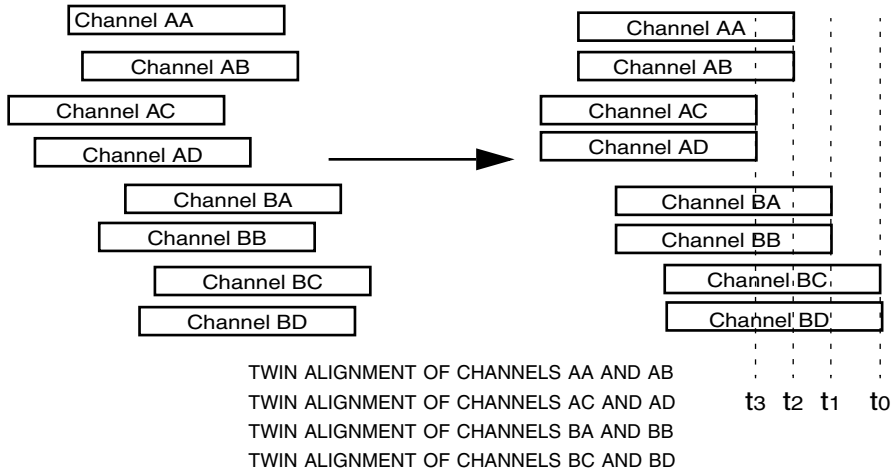 Channel AA
Channel AB
Channel AC
Channel AD
Channel BA
Channel BB
Channel BC
Channel BD
Channel AA
Channel AB
Channel AC
Channel AD
Channel BA
Channel BB
Channel BC
Channel BD
t3 t2 t1 t0
TWIN ALIGNMENT OF CHANNELS AA AND AB
TWIN ALIGNMENT OF CHANNELS AC AND AD
TWIN ALIGNMENT OF CHANNELS BA AND BB
TWIN ALIGNMENT OF CHANNELS BC AND BD